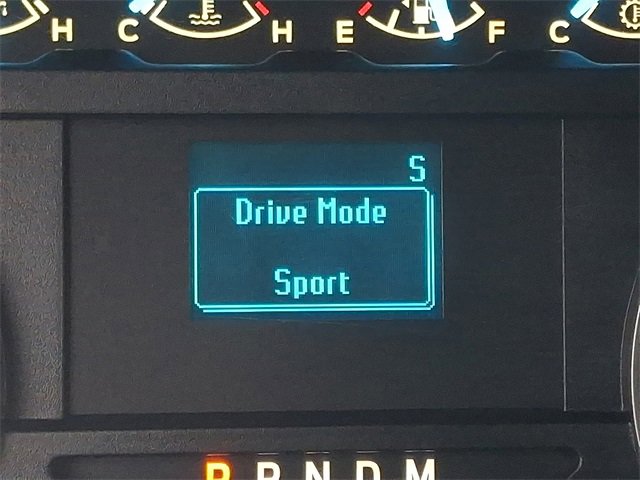 H C H E F C
S
Drive Mode
Sport
P R N D M